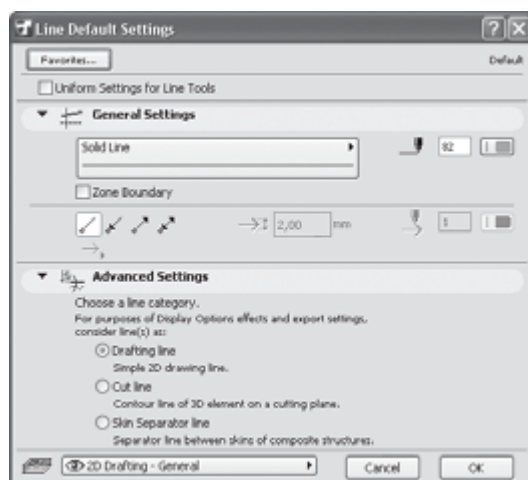 Line Default Settings
Favorites... Default
Uniform Settings for Line Tools
General Settings
Solid Line 82
Zone Boundary
2,00 mm 1
Advanced Settings
Choose a line category.
For purposes of Display Options effects and export settings,
consider line(s) as:
Drafting line
Simple 2D drawing line.
Cut line
Contour line of 3D element on a cutting plane.
Skin Separator line
Separator line between skins of composite structures.
2D Drafting - General Cancel OK